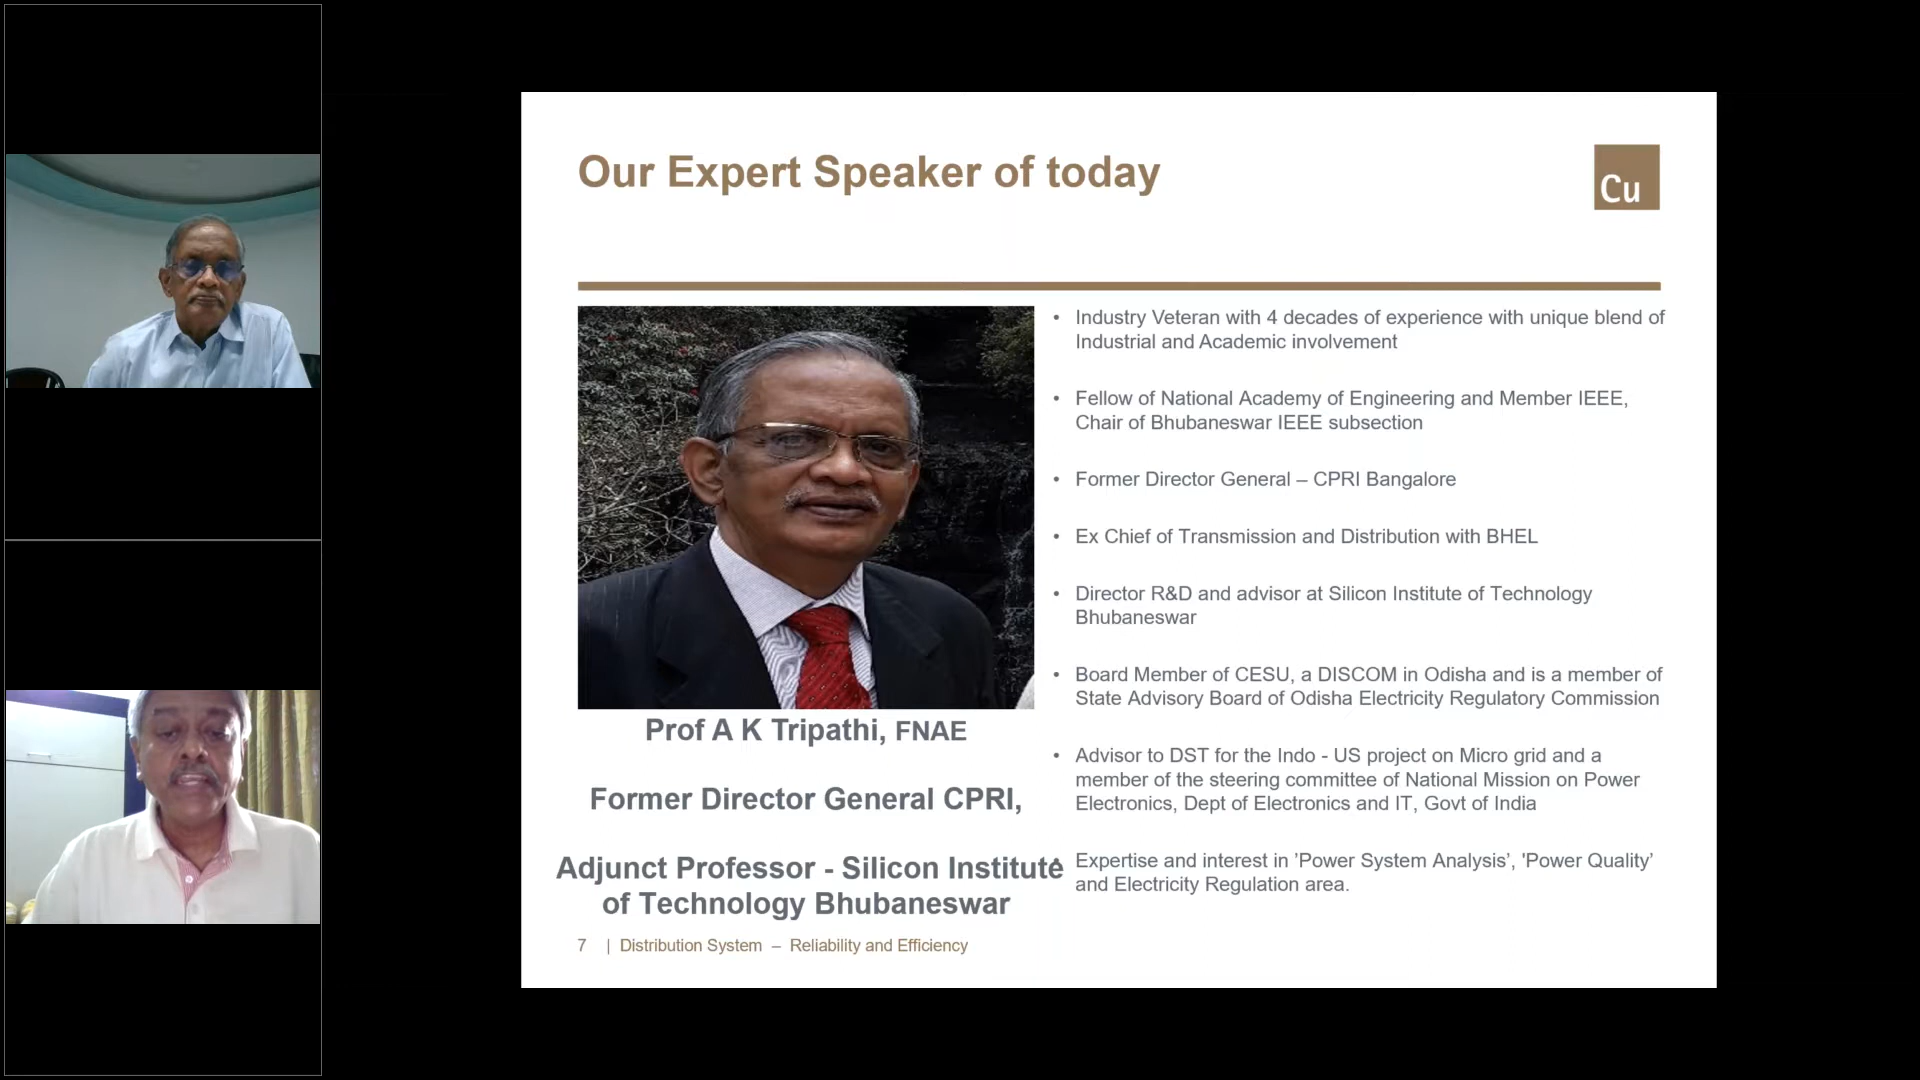 Our Expert Speaker of today
Cu
Prof A K Tripathi, FNAE
Former Director General CPRI,
Adjunct Professor - Silicon Institute
of Technology Bhubaneswar
• Industry Veteran with 4 decades of experience with unique blend of
Industrial and Academic involvement
• Fellow of National Academy of Engineering and Member IEEE,
Chair of Bhubaneswar IEEE subsection
• Former Director General – CPRI Bangalore
• Ex Chief of Transmission and Distribution with BHEL
• Director R&D and advisor at Silicon Institute of Technology
Bhubaneswar
• Board Member of CESU, a DISCOM in Odisha and is a member of
State Advisory Board of Odisha Electricity Regulatory Commission
• Advisor to DST for the Indo - US project on Micro grid and a
member of the steering committee of National Mission on Power
Electronics, Dept of Electronics and IT, Govt of India
• Expertise and interest in ’Power System Analysis’, 'Power Quality’
and Electricity Regulation area.
7 | Distribution System – Reliability and Efficiency